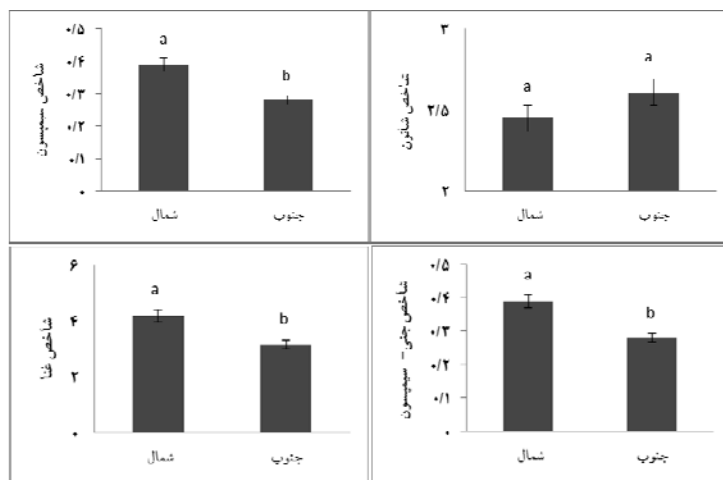 شاخص سیمپسون
۰/۵
۰/۴
۰/۳
۰/۲
۰/۱
۰
a
b
شمال
جنوب
شاخص شانون
۳
۲/۵
۲
a
a
شمال
جنوب
شاخص غنا
۶
۴
۲
۰
a
b
شمال
جنوب
شاخص جنی - سیمپسون
۰/۵
۰/۴
۰/۳
۰/۲
۰/۱
۰
a
b
شمال
جنوب